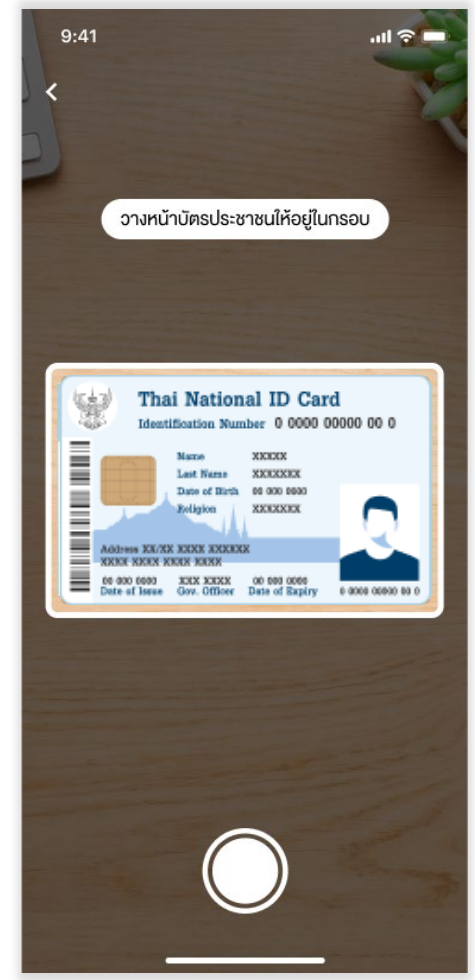 9:41
วางหน้าบัตรประชาชนให้อยู่ในกรอบ
Thai National ID Card
Identification Number 0 0000 00000 00 0
Name XXXXX
Last Name XXXXXXX
Date of Birth 00 000 0000
Religion XXXXXXX
Address XX/XX XXXX XXXXXX
XXXX XXXX XXXX XXXX
00 000 0000 XXX XXXX 00 000 0000 0 0000 00000 00 0
Date of Issue Gov. Officer Date of Expiry